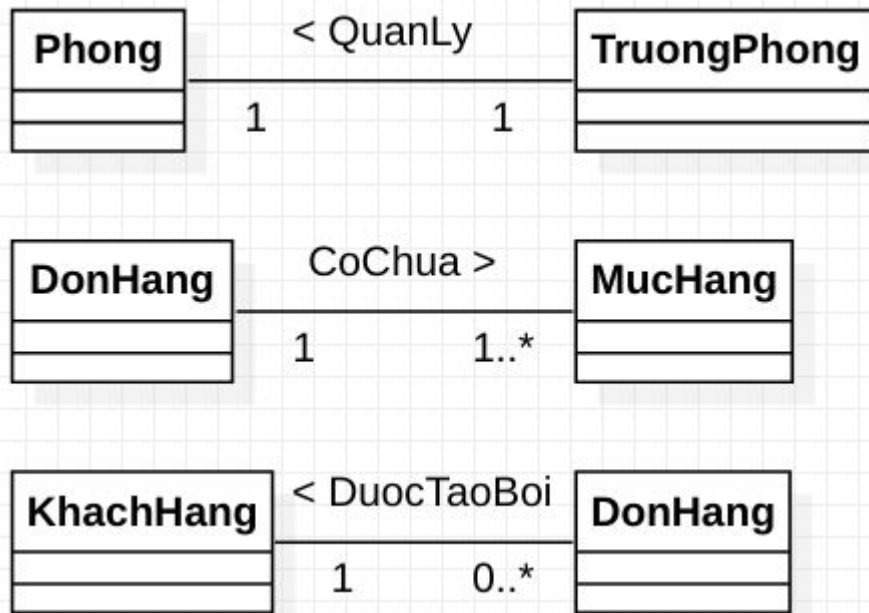 Phong
< QuanLy
TruongPhong
1
1
DonHang
CoChua >
MucHang
1
1..*
KhachHang
< DuocTaoBoi
DonHang
1
0..*